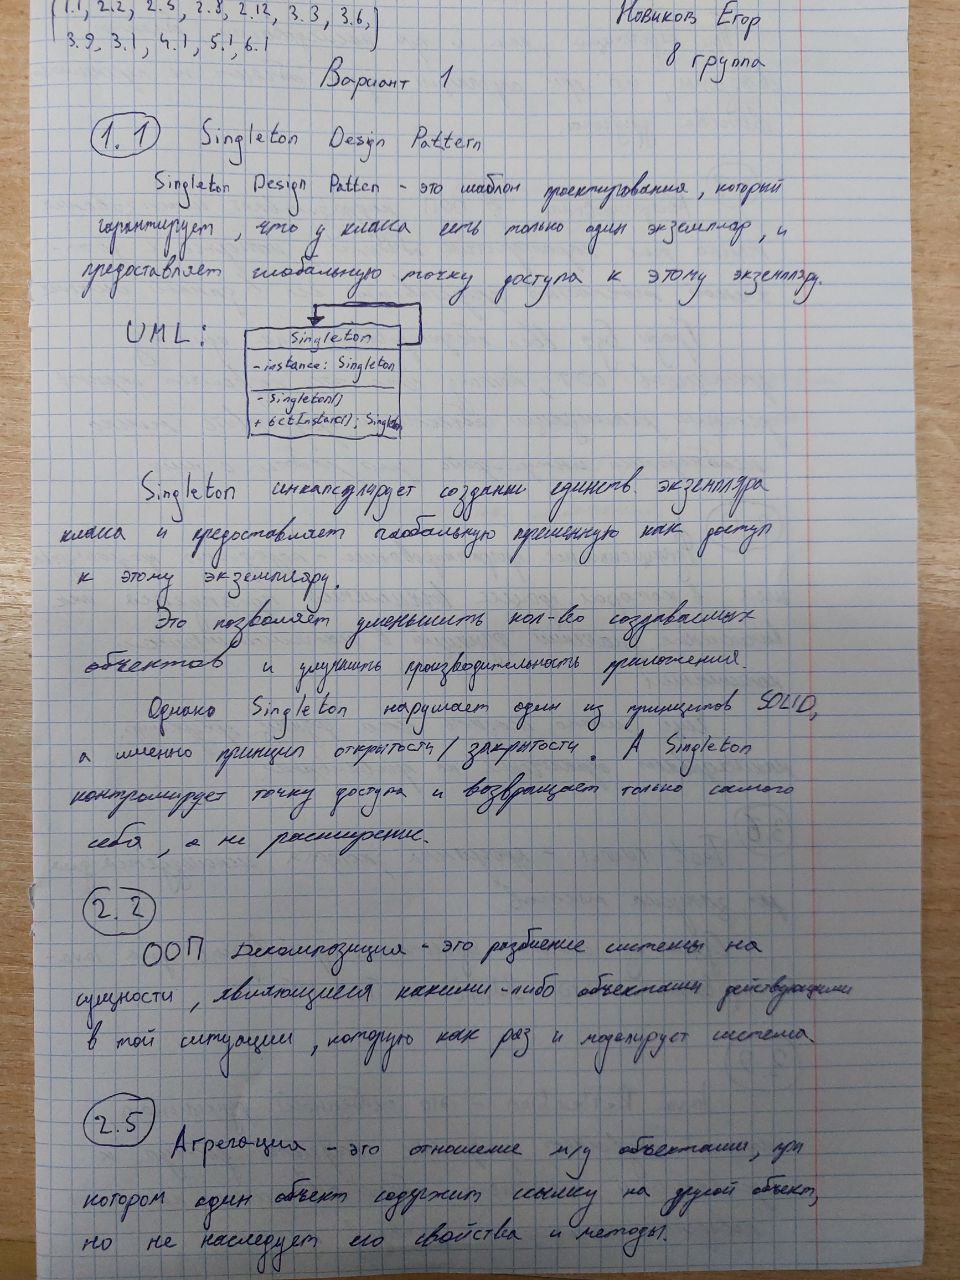 1.1, 2.2, 2.5, 2.8, 2.12, 3.3, 3.6,
3.9, 3.1, 4.1, 5.1, 6.1
Новиков Егор
8 группа
Вариант 1
1.1 Singleton Design Pattern
Singleton Design Patten - это шаблон проектирования, который
гарантирует, что у класса есть только один экземпляр, и
предоставляет глобальную точку доступа к этому экземпляру.
UML:
Singleton
- instance: Singleton
- Singleton()
+ GetInstance(): Singleton
Singleton инкапсулирует создание единств. экземпляра
класса и предоставляет глобальную переменную как доступ
к этому экземпляру.
Это позволяет уменьшить кол-во создаваемых
объектов и улучшить производительность приложения.
Однако Singleton нарушает один из принципов SOLID,
а именно принцип открытости/закрытости. А Singleton
контролирует точку доступа и возвращает только самого
себя, а не расширение.
2.2
ООП Декомпозиция - это разбиение системы на
сущности, являющиеся какими-либо объектами действующими
в той ситуации, которую как раз и моделирует система
2.5
Агрегация - это отношение м/д объектами, при
котором один объект содержит ссылку на другой объект,
но не наследует его свойства и методы.